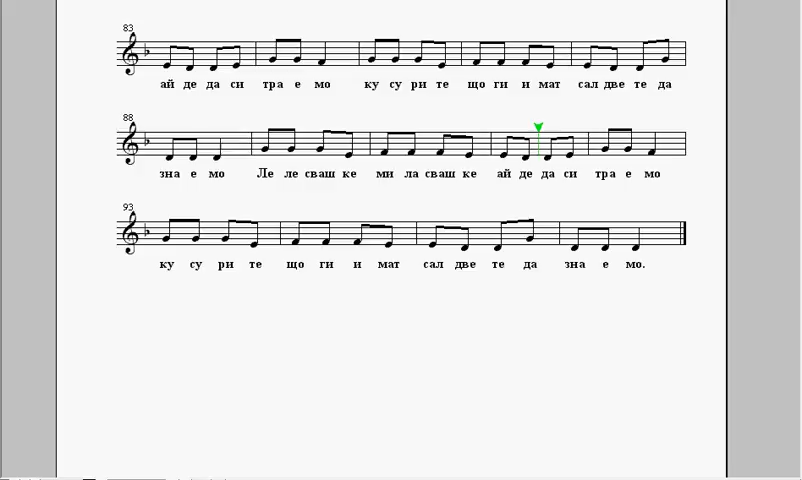 83
ай де да си тра е мо ку су ри те що ги и мат сал две те да
88
зна е мо Ле ле сваш ке ми ла сваш ке ай де да си тра е мо
93
ку су ри те що ги и мат сал две те да зна е мо.